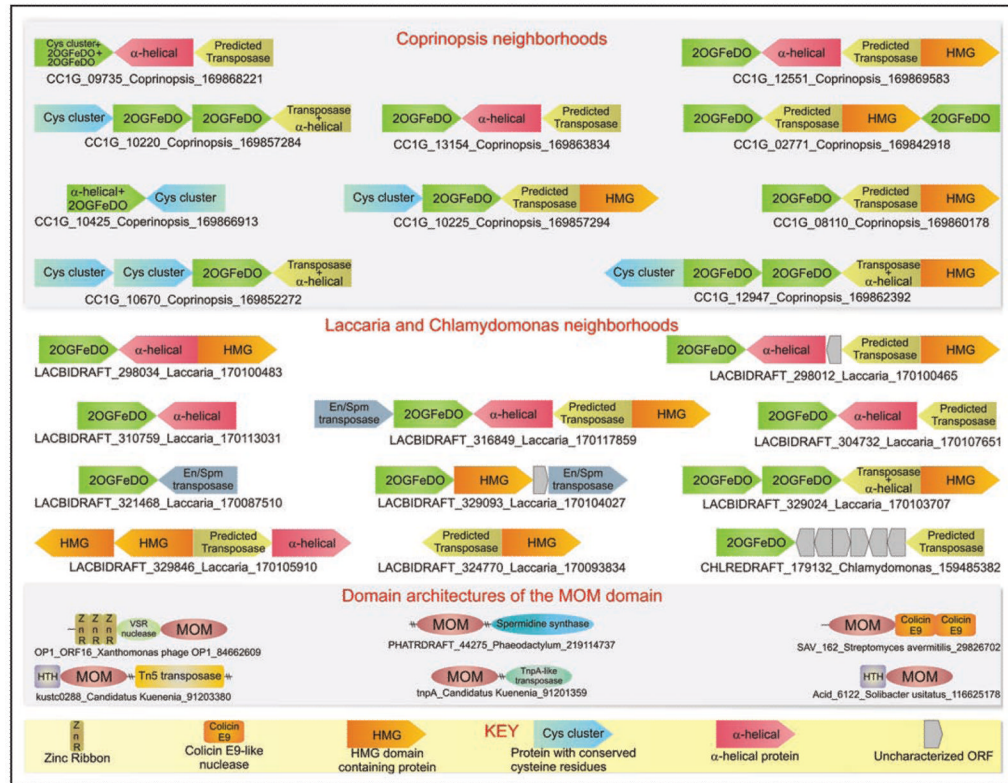 Coprinopsis neighborhoods
Cys cluster+
2OGFeDO+
2OGFeDO
α-helical
Predicted
Transposase
CC1G_09735_Coprinopsis_169868221
2OGFeDO
α-helical
Predicted
Transposase
HMG
CC1G_12551_Coprinopsis_169869583
Cys cluster
2OGFeDO
2OGFeDO
Transposase
+
α-helical
CC1G_10220_Coprinopsis_169857284
2OGFeDO
α-helical
Predicted
Transposase
CC1G_13154_Coprinopsis_169863834
2OGFeDO
Predicted
Transposase
HMG
2OGFeDO
CC1G_02771_Coprinopsis_169842918
α-helical+
2OGFeDO
Cys cluster
CC1G_10425_Coperinopsis_169866913
Cys cluster
2OGFeDO
Predicted
Transposase
HMG
CC1G_10225_Coprinopsis_169857294
2OGFeDO
Predicted
Transposase
HMG
CC1G_08110_Coprinopsis_169860178
Cys cluster
Cys cluster
2OGFeDO
Transposase
+
α-helical
CC1G_10670_Coprinopsis_169852272
Cys cluster
2OGFeDO
2OGFeDO
Transposase
+
α-helical
HMG
CC1G_12947_Coprinopsis_169862392
Laccaria and Chlamydomonas neighborhoods
2OGFeDO
α-helical
HMG
LACBIDRAFT_298034_Laccaria_170100483
2OGFeDO
α-helical
Predicted
Transposase
HMG
LACBIDRAFT_298012_Laccaria_170100465
2OGFeDO
α-helical
LACBIDRAFT_310759_Laccaria_170113031
En/Spm
transposase
2OGFeDO
α-helical
Predicted
Transposase
HMG
LACBIDRAFT_316849_Laccaria_170117859
2OGFeDO
α-helical
Predicted
Transposase
LACBIDRAFT_304732_Laccaria_170107651
2OGFeDO
En/Spm
transposase
LACBIDRAFT_321468_Laccaria_170087510
2OGFeDO
HMG
En/Spm
transposase
LACBIDRAFT_329093_Laccaria_170104027
2OGFeDO
2OGFeDO
Transposase
+
α-helical
HMG
LACBIDRAFT_329024_Laccaria_170103707
HMG
HMG
Predicted
Transposase
α-helical
LACBIDRAFT_329846_Laccaria_170105910
Predicted
Transposase
HMG
LACBIDRAFT_324770_Laccaria_170093834
2OGFeDO
Predicted
Transposase
CHLREDRAFT_179132_Chlamydomonas_159485382
Domain architectures of the MOM domain
ZnR
ZnR
ZnR
VSR
nuclease
MOM
OP1_ORF16_Xanthomonas phage OP1_84662609
MOM
Spermidine synthase
PHATRDRAFT_44275_Phaeodactylum_219114737
MOM
Colicin
E9
Colicin
E9
SAV_162_Streptomyces avermitilis_29826702
HTH
MOM
Tn5 transposase
kustc0288_Candidatus Kuenenia_91203380
MOM
TnpA-like
transposase
tnpA_Candidatus Kuenenia_91201359
HTH
MOM
Acid_6122_Solibacter usitatus_116625178
KEY
ZnR
Zinc Ribbon
Colicin
E9
Colicin E9-like
nuclease
HMG
HMG domain
containing protein
Cys cluster
Protein with conserved
cysteine residues
α-helical
α-helical protein
Uncharacterized ORF